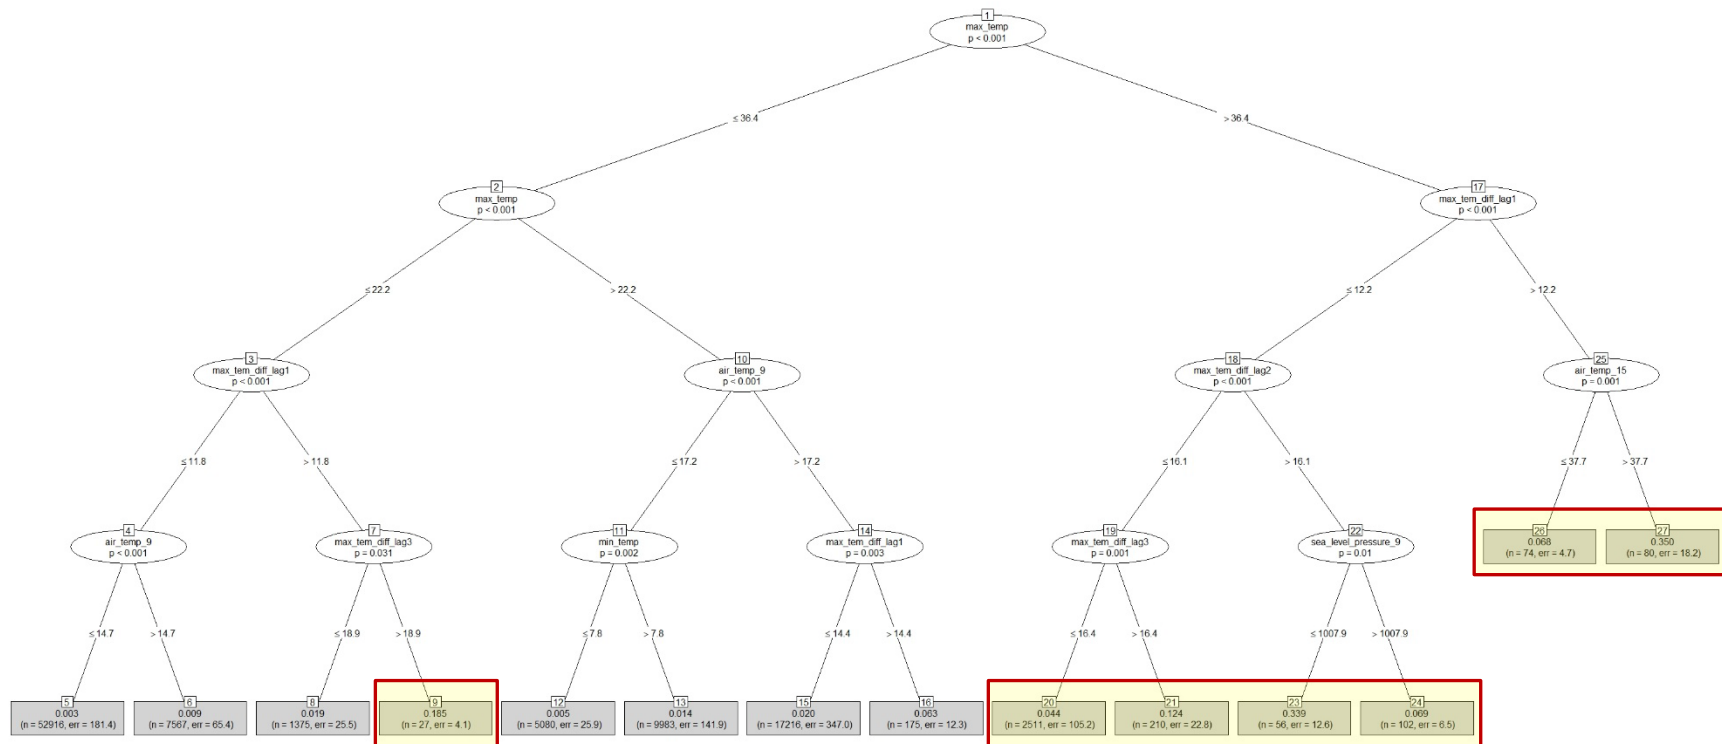 1
max_temp
p < 0.001
≤ 36.4
> 36.4
2
max_temp
p < 0.001
17
max_tem_diff_lag1
p < 0.001
≤ 22.2
> 22.2
≤ 12.2
> 12.2
3
max_tem_diff_lag1
p < 0.001
10
air_temp_9
p < 0.001
18
max_tem_diff_lag2
p < 0.001
25
air_temp_15
p = 0.001
≤ 11.8
> 11.8
≤ 17.2
> 17.2
≤ 16.1
> 16.1
≤ 37.7
> 37.7
4
air_temp_9
p < 0.001
7
max_tem_diff_lag3
p = 0.031
11
min_temp
p = 0.002
14
max_tem_diff_lag1
p = 0.003
19
max_tem_diff_lag3
p = 0.001
22
sea_level_pressure_9
p = 0.01
26
0.068
(n = 74, err = 4.7)
27
0.350
(n = 80, err = 18.2)
≤ 14.7
> 14.7
≤ 18.9
> 18.9
≤ 7.8
> 7.8
≤ 14.4
> 14.4
≤ 16.4
> 16.4
≤ 1007.9
> 1007.9
5
0.003
(n = 52916, err = 181.4)
6
0.009
(n = 7567, err = 65.4)
8
0.019
(n = 1375, err = 25.5)
9
0.185
(n = 27, err = 4.1)
12
0.005
(n = 5080, err = 25.9)
13
0.014
(n = 9983, err = 141.9)
15
0.020
(n = 17216, err = 347.0)
16
0.063
(n = 175, err = 12.3)
20
0.044
(n = 2511, err = 105.2)
21
0.124
(n = 210, err = 22.8)
23
0.339
(n = 56, err = 12.6)
24
0.069
(n = 102, err = 6.5)